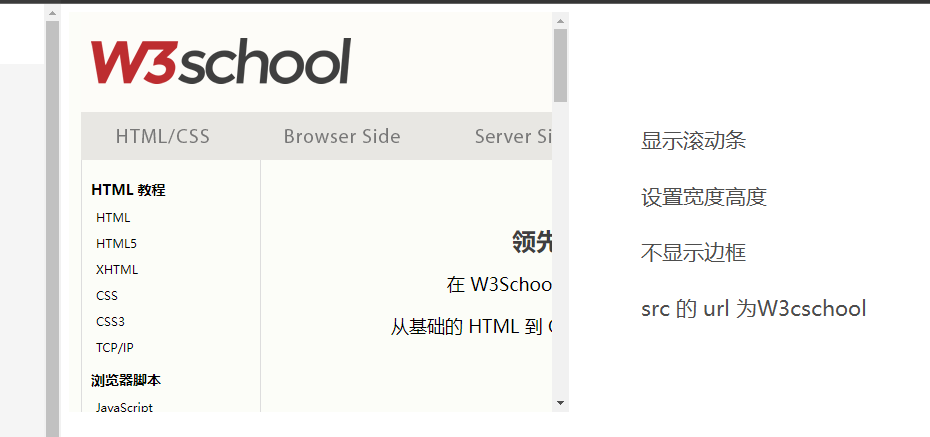 W3school
HTML/CSS Browser Side Server Si
HTML 教程
HTML
HTML5
XHTML
CSS
CSS3
TCP/IP
浏览器脚本
JavaScript
领先
在 W3Schoo
从基础的 HTML 到
显示滚动条
设置宽度高度
不显示边框
src 的 url 为W3cschool